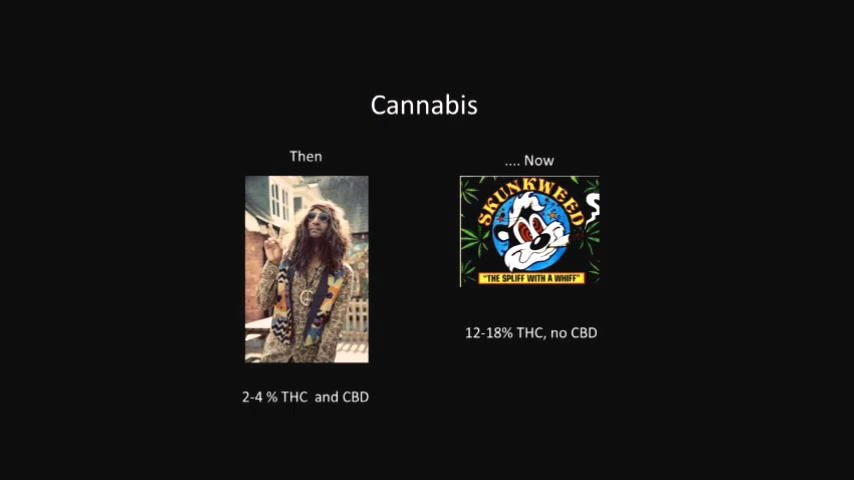 Cannabis
Then
.... Now
SKUNKWEED
"THE SPLIFF WITH A WHIFF"
12-18% THC, no CBD
2-4 % THC  and CBD